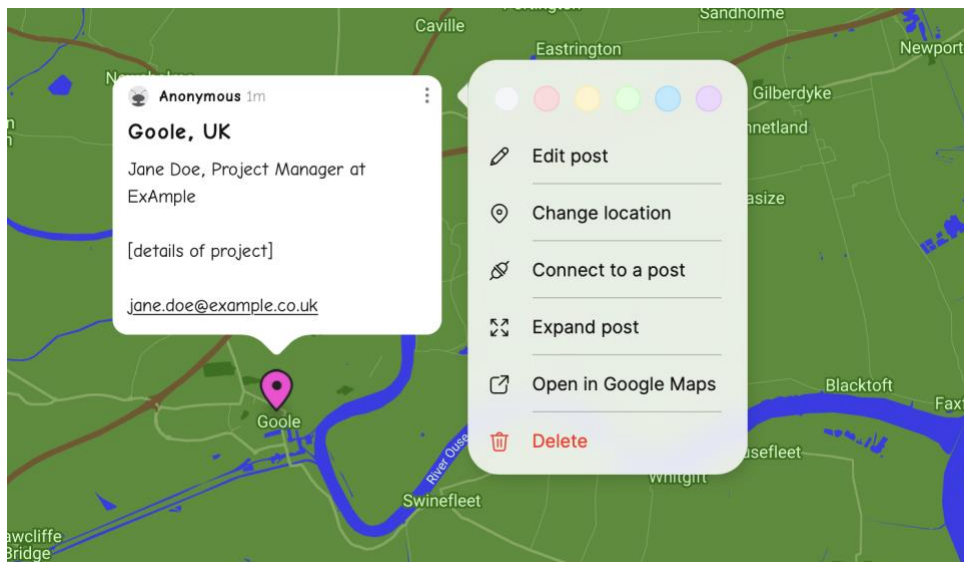 Caville
Sandholme
Eastrington
Newport
Anonymous 1m
Goole, UK
Jane Doe, Project Manager at
ExAmple
[details of project]
jane.doe@example.co.uk
Gilberdyke
Edit post
Change location
Connect to a post
Expand post
Open in Google Maps
Delete
Blacktoft
Goole
River Ouse
Whitgift
Swinefleet
Bridge